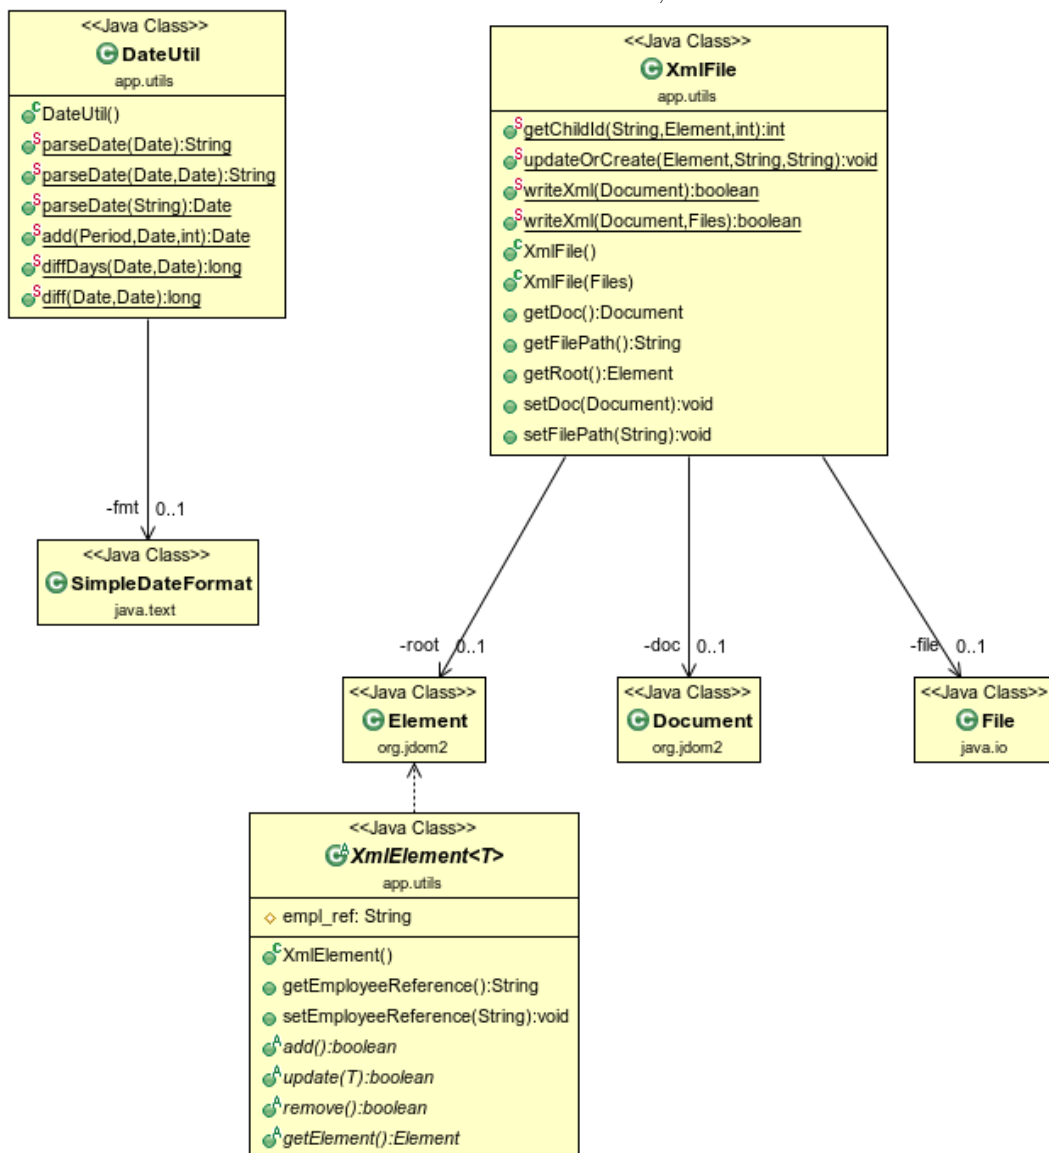 <<Java Class>>
DateUtil
app.utils
DateUtil()
parseDate(Date):String
parseDate(Date,Date):String
parseDate(String):Date
add(Period,Date,int):Date
diffDays(Date,Date):long
diff(Date,Date):long
<<Java Class>>
XmlFile
app.utils
getChildId(String,Element,int):int
updateOrCreate(Element,String,String):void
writeXml(Document):boolean
writeXml(Document,Files):boolean
XmlFile()
XmlFile(Files)
getDoc():Document
getFilePath():String
getRoot():Element
setDoc(Document):void
setFilePath(String):void
-fmt 0..1
<<Java Class>>
SimpleDateFormat
java.text
-root 0..1
-doc 0..1
-file 0..1
<<Java Class>>
Element
org.jdom2
<<Java Class>>
Document
org.jdom2
<<Java Class>>
File
java.io
<<Java Class>>
XmlElement<T>
app.utils
empl_ref: String
XmlElement()
getEmployeeReference():String
setEmployeeReference(String):void
add():boolean
update(T):boolean
remove():boolean
getElement():Element